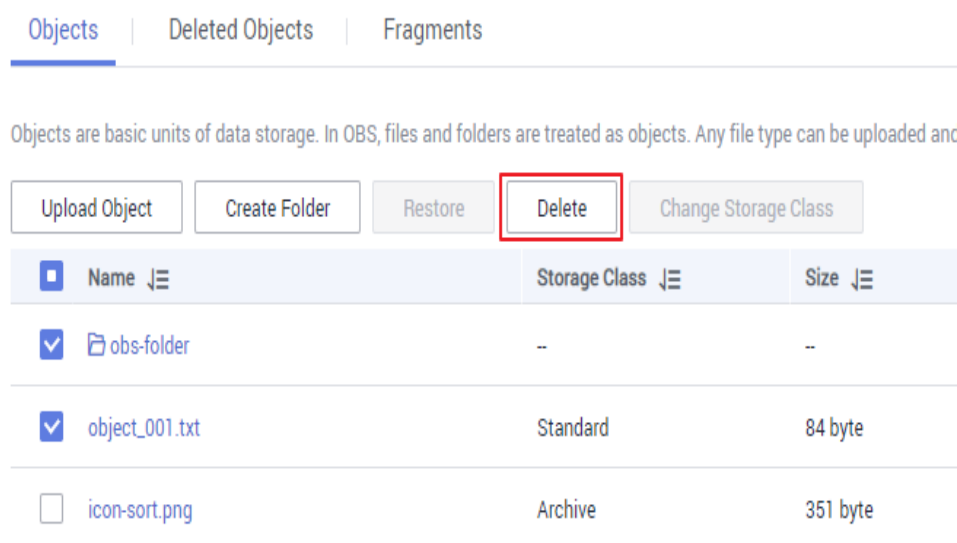 Objects Deleted Objects Fragments
Objects are basic units of data storage. In OBS, files and folders are treated as objects. Any file type can be uploaded and
Upload Object Create Folder Restore Delete Change Storage Class
Name Storage Class Size
obs-folder -- --
object_001.txt Standard 84 byte
icon-sort.png Archive 351 byte